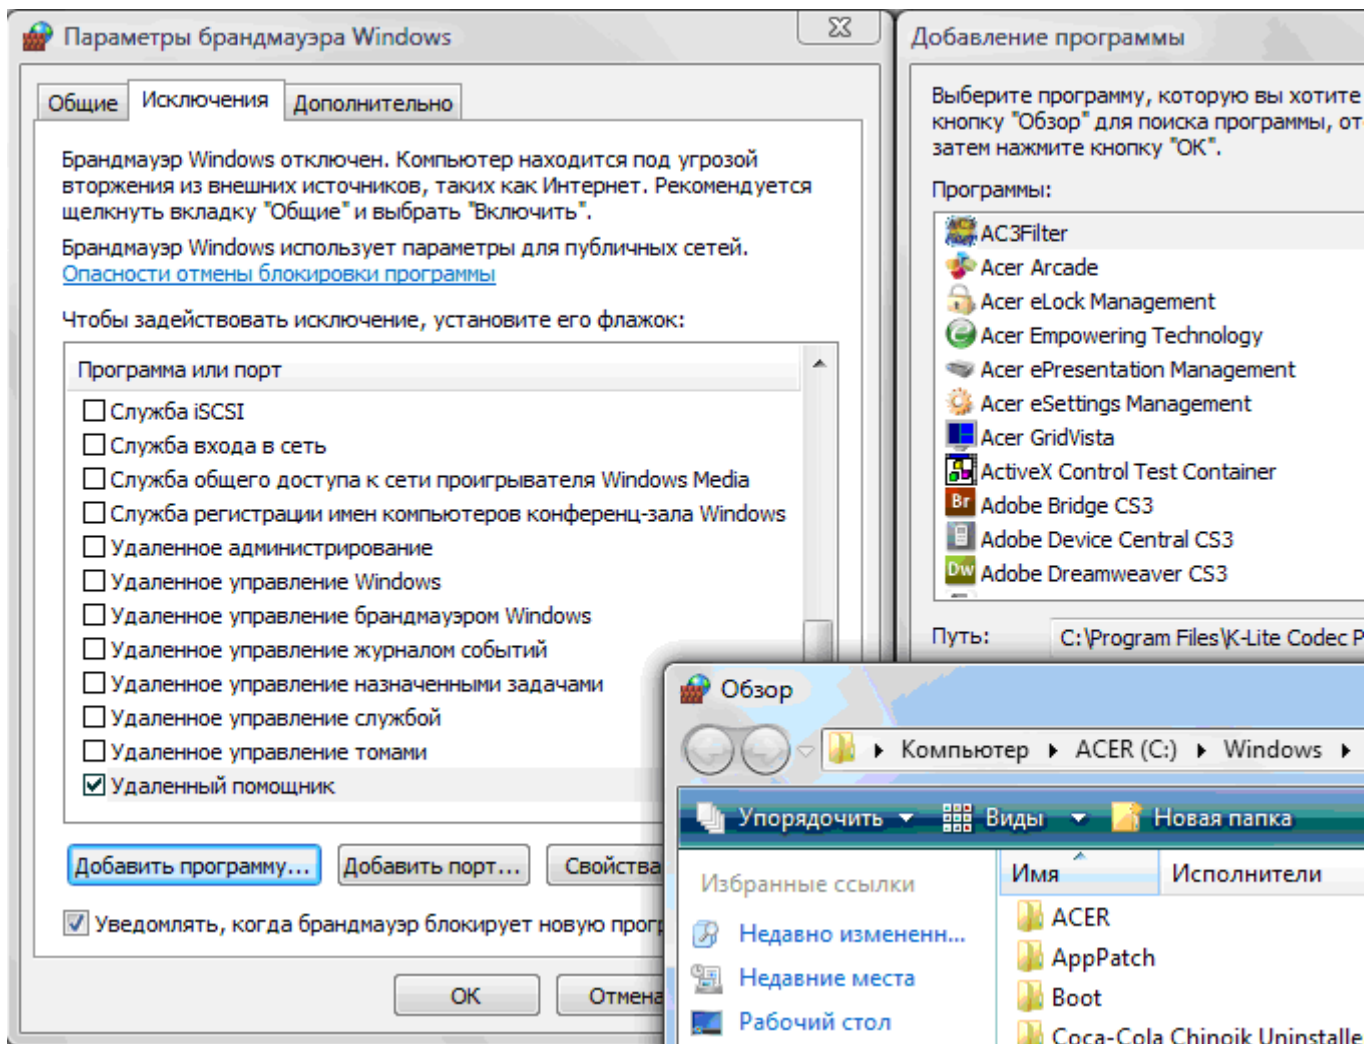 Параметры брандмауэра Windows
Общие
Исключения
Дополнительно
Брандмауэр Windows отключен. Компьютер находится под угрозой
вторжения из внешних источников, таких как Интернет. Рекомендуется
щелкнуть вкладку "Общие" и выбрать "Включить".
Брандмауэр Windows использует параметры для публичных сетей.
Опасности отмены блокировки программы
Чтобы задействовать исключение, установите его флажок:
Программа или порт
Служба iSCSI
Служба входа в сеть
Служба общего доступа к сети проигрывателя Windows Media
Служба регистрации имен компьютеров конференц-зала Windows
Удаленное администрирование
Удаленное управление Windows
Удаленное управление брандмауэром Windows
Удаленное управление журналом событий
Удаленное управление назначенными задачами
Удаленное управление службой
Удаленное управление томами
Удаленный помощник
Добавить программу...
Добавить порт...
Свойства
Уведомлять, когда брандмауэр блокирует новую прог
OK
Отмена
Добавление программы
Выберите программу, которую вы хотите
кнопку "Обзор" для поиска программы, от
затем нажмите кнопку "ОК".
Программы:
AC3Filter
Acer Arcade
Acer eLock Management
Acer Empowering Technology
Acer ePresentation Management
Acer eSettings Management
Acer GridVista
ActiveX Control Test Container
Br Adobe Bridge CS3
Adobe Device Central CS3
Dw Adobe Dreamweaver CS3
Путь:
C:\Program Files\K-Lite Codec P
Обзор
Компьютер
ACER (C:)
Windows
Упорядочить
Виды
Новая папка
Избранные ссылки
Недавно измененн...
Недавние места
Рабочий стол
Имя
Исполнители
ACER
AppPatch
Boot
Coca-Cola Chinoik Uninstalle